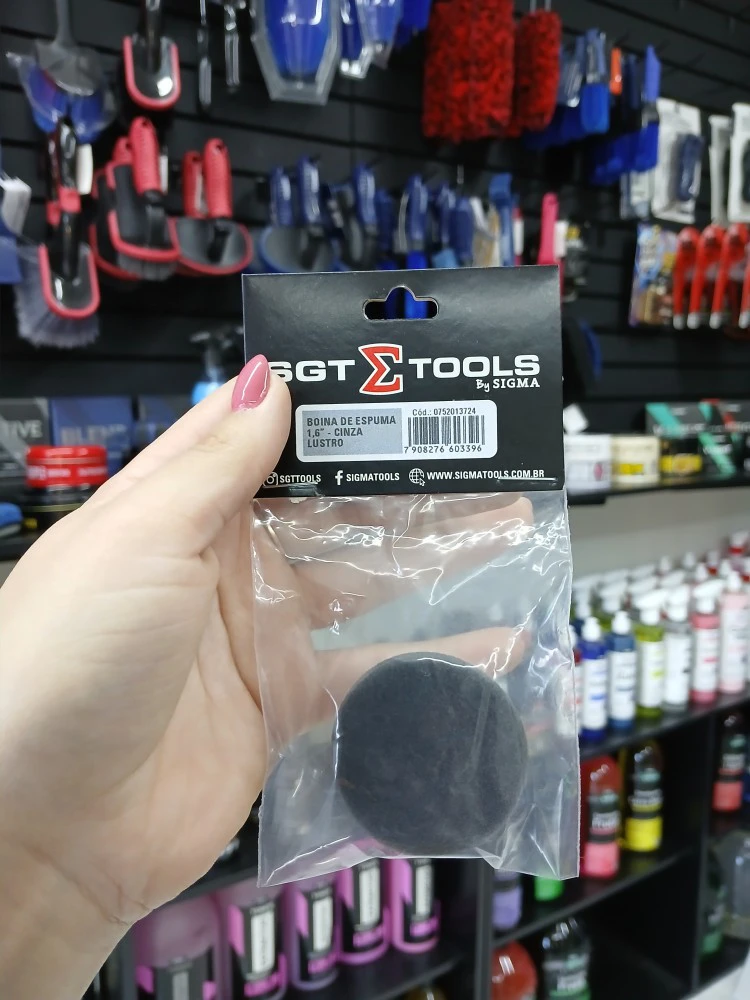 SGT Σ TOOLS
By SIGMA
BOINA DE ESPUMA
1,6" - CINZA
LUSTRO
Cód.: 0752013724
7 908276 603396
SGTTOOLS SIGMATOOLS WWW.SIGMATOOLS.COM.BR
BLEND